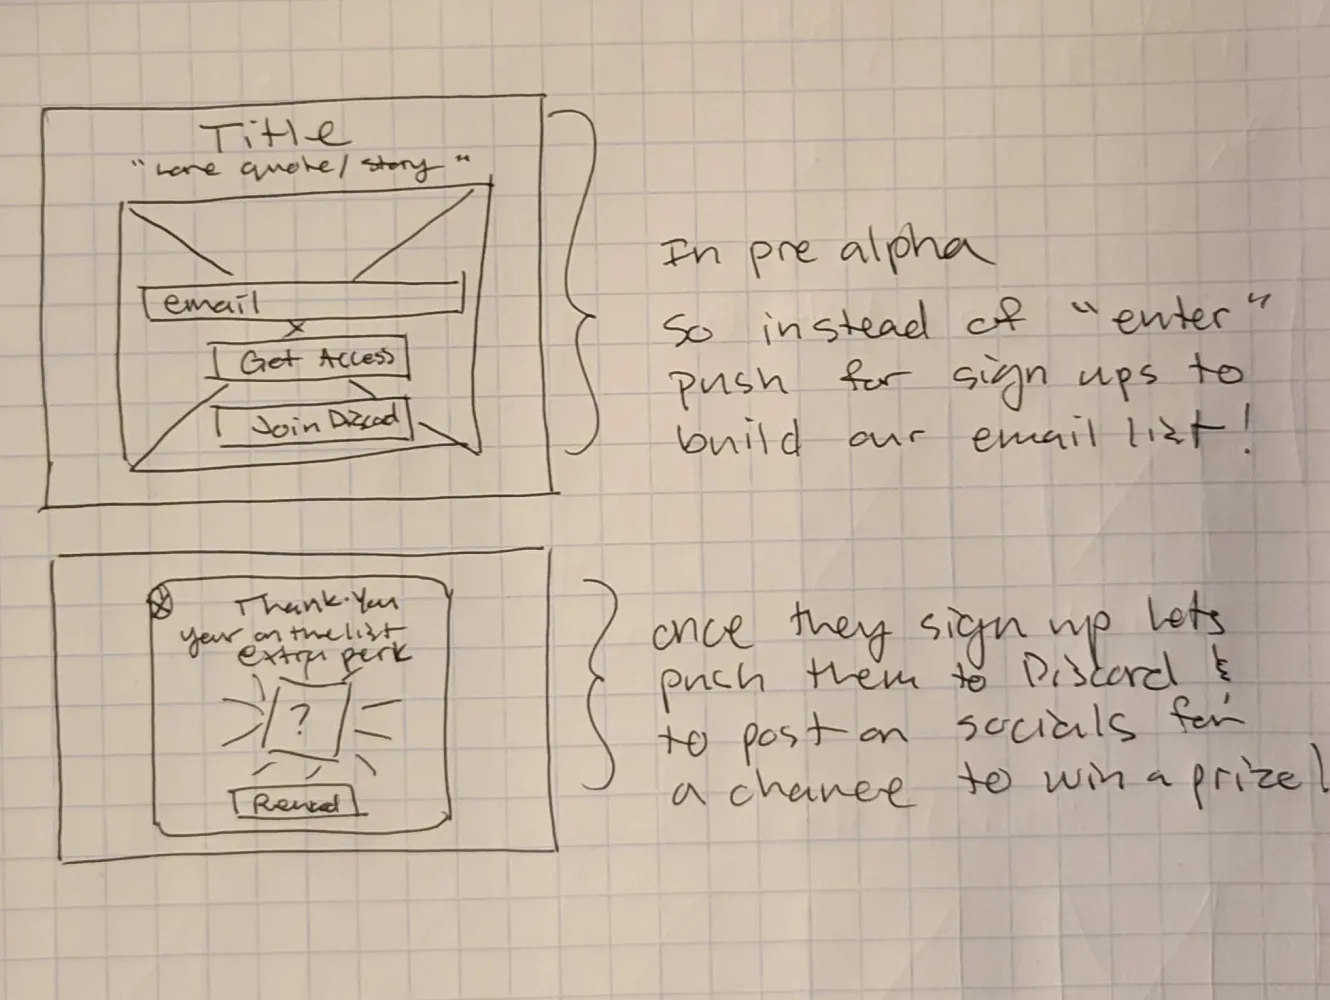 Title
"Lore quote/ story"
email
Get Access
Join Discod
In pre alpha
so instead of "enter"
push for sign ups to
build our email list!
Thank-You
your on the list
extra perk
?
once they sign up lets
push them to Discord &
to post on socials for
a chance to win a prize!